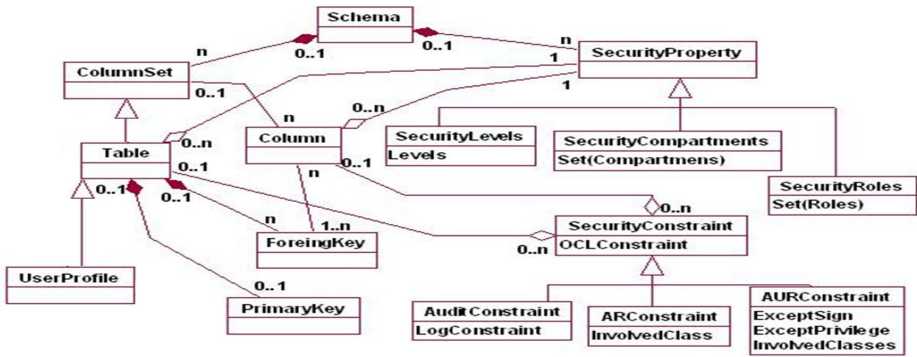 Schema
n
0..1
0..1
n
ColumnSet
SecurityProperty
0..1
n
1
1
0..n
0..n
Column
Table
0..1
0..1
0..1
0..1
n
SecurityLevels
Levels
SecurityCompartments
Set(Compartmens)
SecurityRoles
Set(Roles)
n
1..n
ForeingKey
0..n
0..n
SecurityConstraint
OCLConstraint
UserProfile
0..1
PrimaryKey
AuditConstraint
LogConstraint
ARConstraint
InvolvedClass
AURConstraint
ExceptSign
ExceptPrivilege
InvolvedClasses